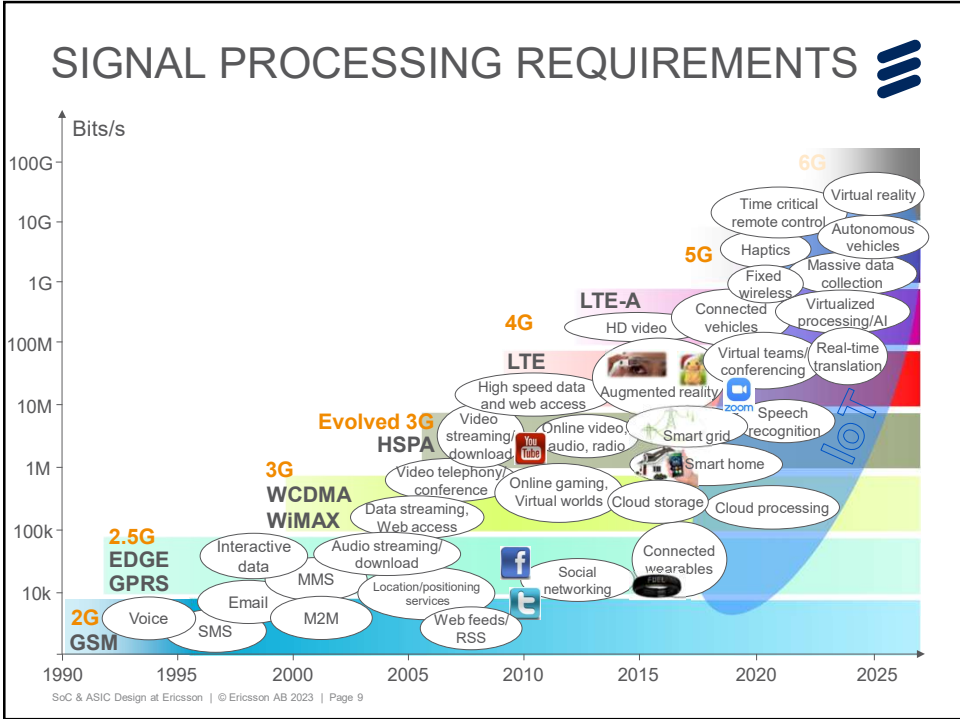 SIGNAL PROCESSING REQUIREMENTS
Bits/s
100G
10G
1G
100M
10M
1M
100k
10k
6G
Virtual reality
Time critical
remote control
Autonomous
vehicles
5G
Haptics
Massive data
collection
Fixed
wireless
LTE-A
Connected
vehicles
Virtualized
processing/AI
4G
HD video
Virtual teams/
conferencing
Real-time
translation
LTE
High speed data
and web access
Augmented reality
zoom
Evolved 3G
HSPA
Video
streaming/
download
You
Tube
Online video,
audio, radio
Smart grid
Speech
recognition
IoT
3G
WCDMA
WiMAX
Video telephony/
conference
Online gaming,
Virtual worlds
Smart home
Data streaming,
Web access
Cloud storage
Cloud processing
2.5G
EDGE
GPRS
Interactive
data
Audio streaming/
download
MMS
Location/positioning
services
f
t
Social
networking
Connected
wearables
FUEL
2G
GSM
Voice
Email
SMS
M2M
Web feeds/
RSS
1990
1995
2000
2005
2010
2015
2020
2025
SoC & ASIC Design at Ericsson | © Ericsson AB 2023 | Page 9